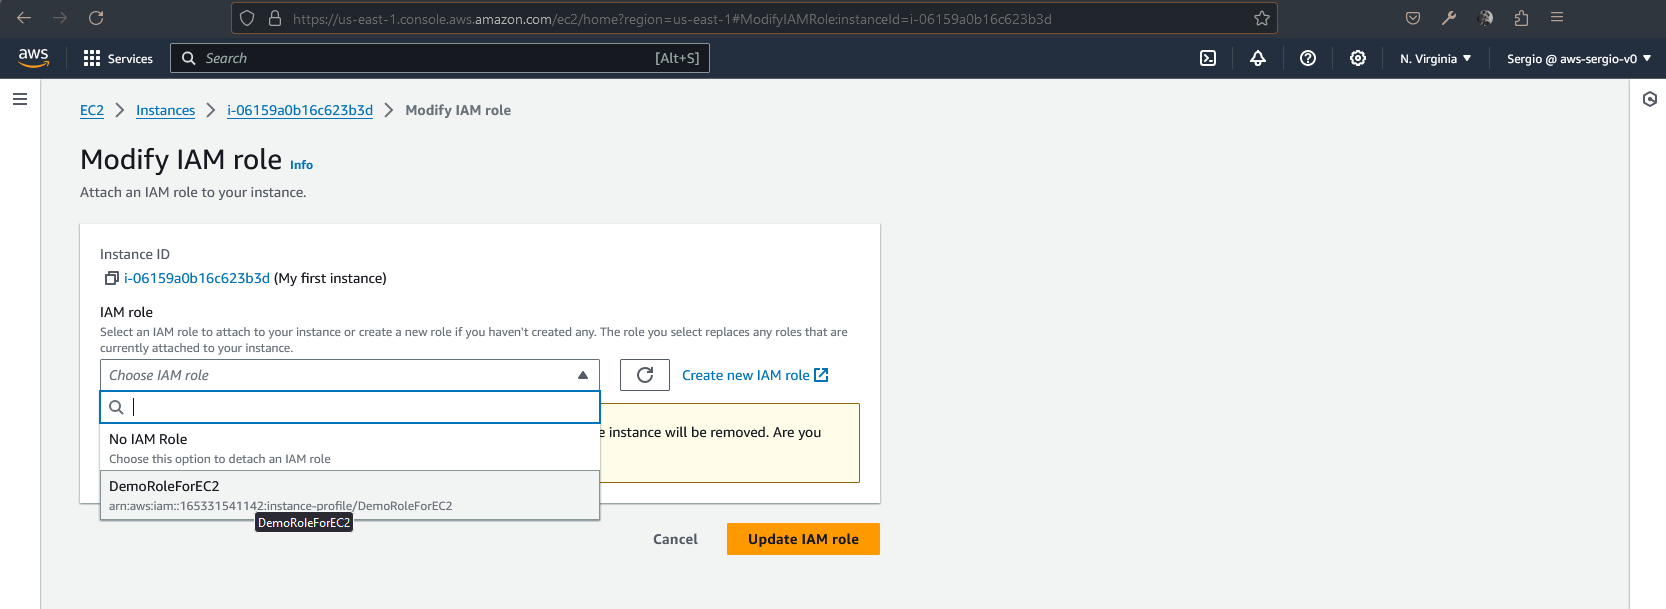 https://us-east-1.console.aws.amazon.com/ec2/home?region=us-east-1#ModifyIAMRole:instanceId=i-06159a0b16c623b3d
aws Services Search [Alt+S] N. Virginia Sergio @ aws-sergio-v0
EC2 Instances i-06159a0b16c623b3d Modify IAM role
Modify IAM role Info
Attach an IAM role to your instance.
Instance ID
i-06159a0b16c623b3d (My first instance)
IAM role
Select an IAM role to attach to your instance or create a new role if you haven't created any. The role you select replaces any roles that are
currently attached to your instance.
Choose IAM role Create new IAM role
e instance will be removed. Are you
No IAM Role
Choose this option to detach an IAM role
DemoRoleForEC2
arn:aws:iam::165331541142:instance-profile/DemoRoleForEC2
DemoRoleForEC2
Cancel Update IAM role